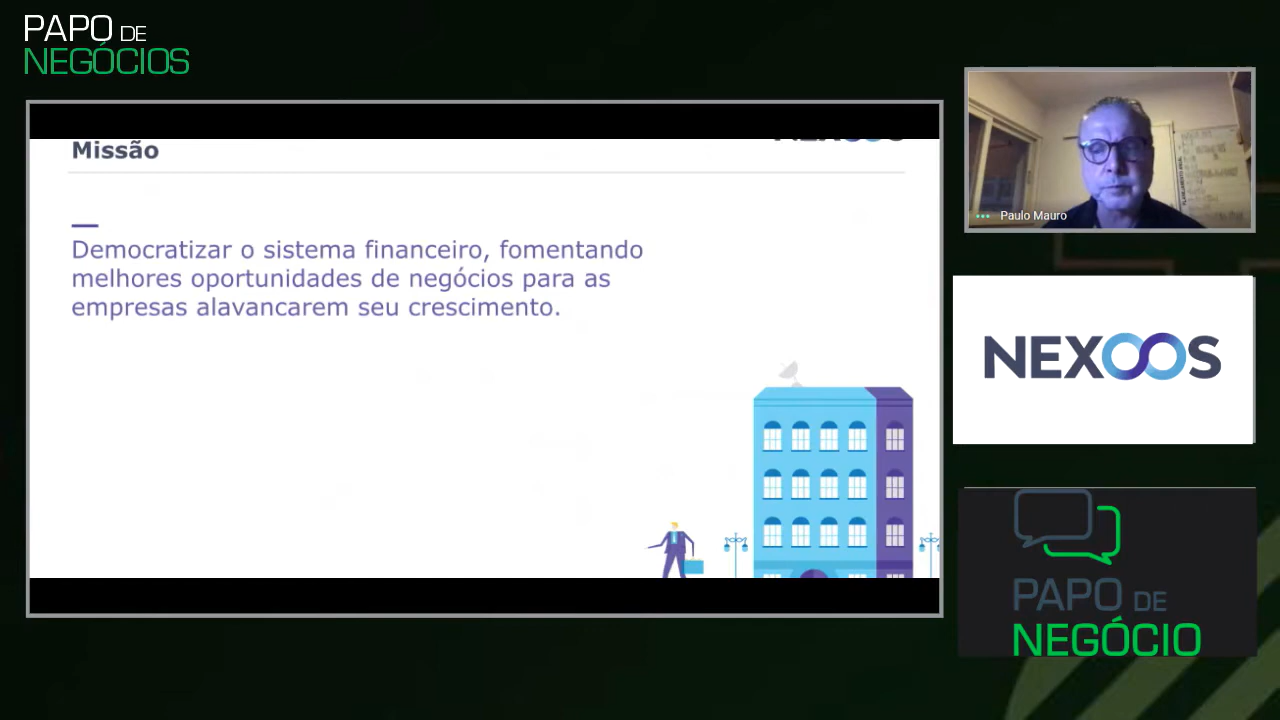 PAPO DE
NEGÓCIOS
Missão
NEXOOS
Democratizar o sistema financeiro, fomentando
melhores oportunidades de negócios para as
empresas alavancarem seu crescimento.
Paulo Mauro
NEXOOS
PAPO DE
NEGÓCIO